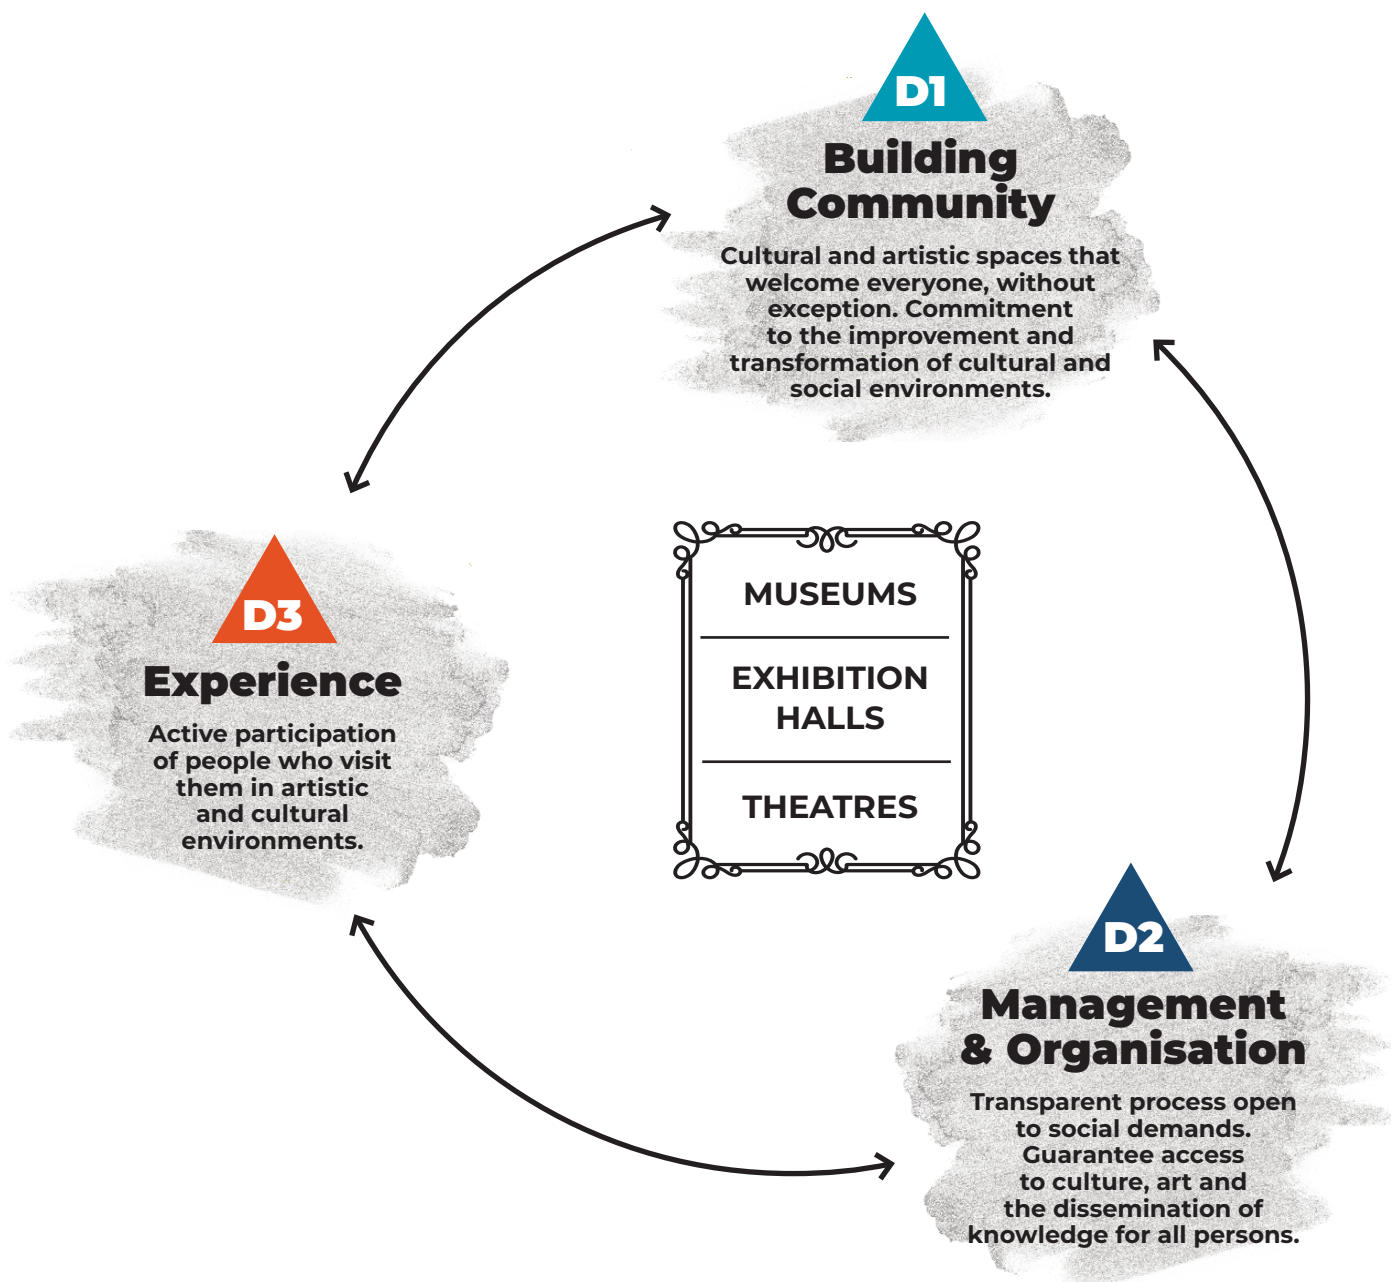 D1
Building
Community
Cultural and artistic spaces that
welcome everyone, without
exception. Commitment
to the improvement and
transformation of cultural and
social environments.
D3
Experience
Active participation
of people who visit
them in artistic
and cultural
environments.
MUSEUMS
EXHIBITION
HALLS
THEATRES
D2
Management
& Organisation
Transparent process open
to social demands.
Guarantee access
to culture, art and
the dissemination of
knowledge for all persons.